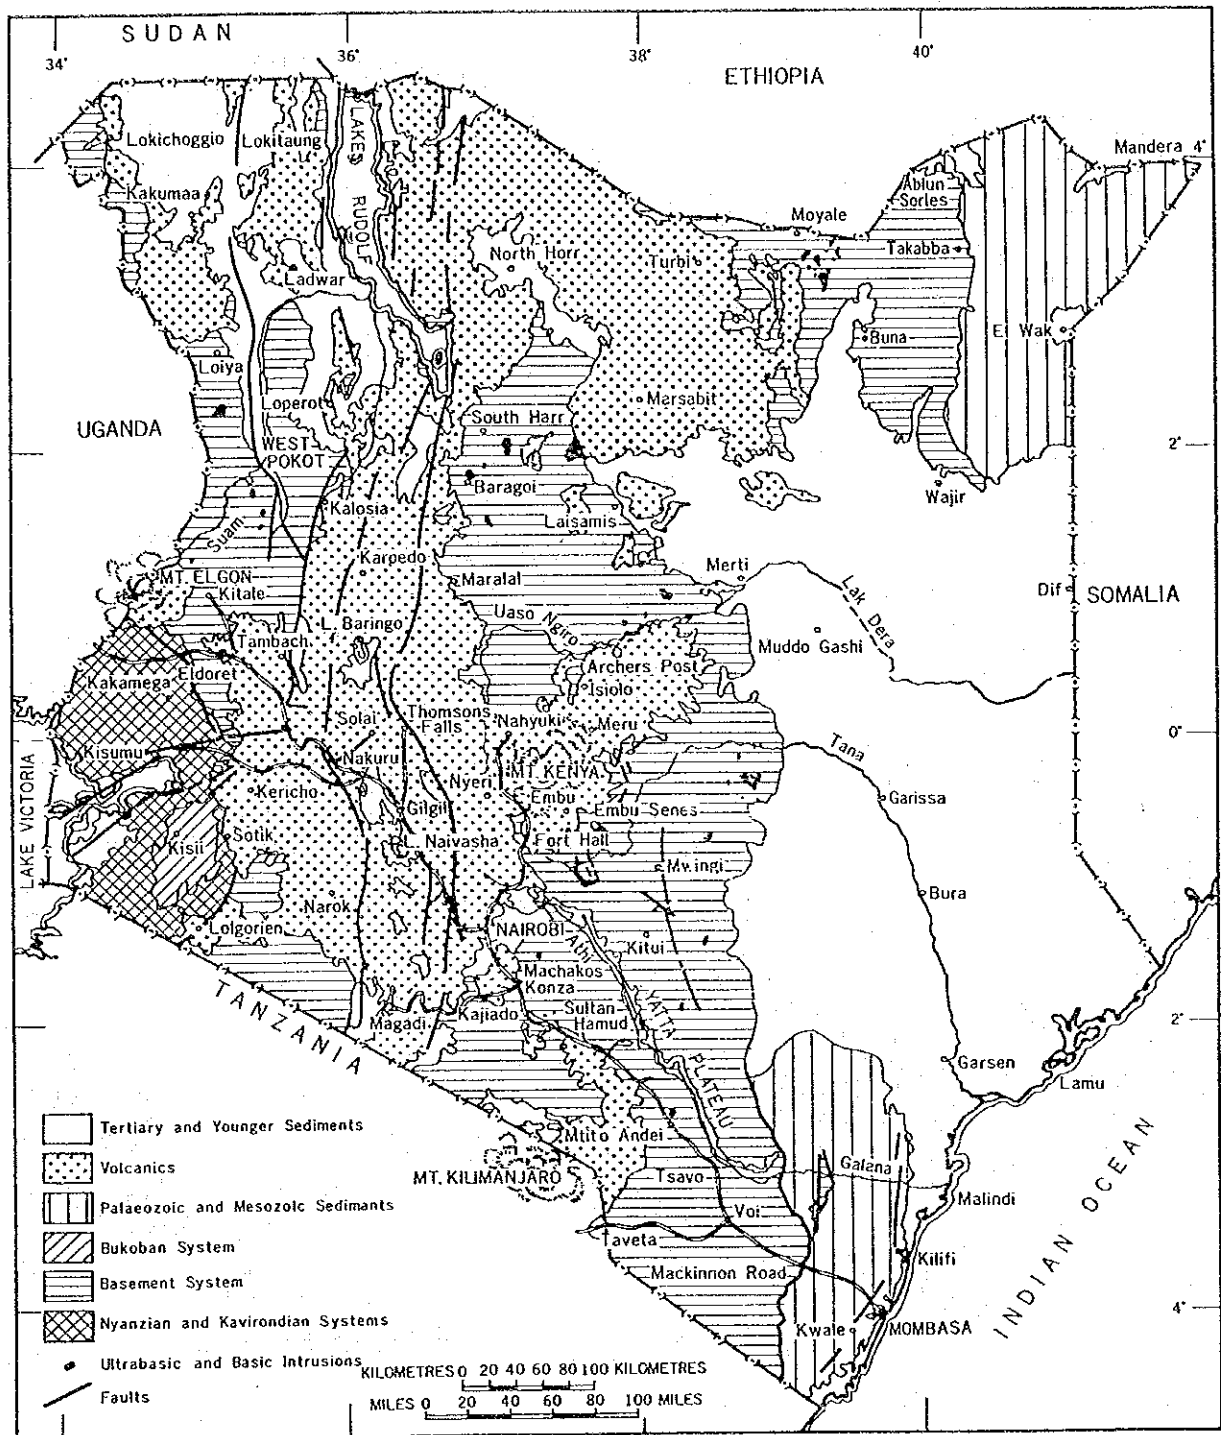 SUDAN
34°
36°
38°
40°
ETHIOPIA
Lokichoggio
Lokitaung
LAKES
RUDOLF
Mandera 4°
Kakumaa
Ablun
Sorles
Moyale
North Horr
Turbi
Takabba
Ladwar
Buna
El Wak
Loiya
Loperot
Marsabit
UGANDA
South Harr
WEST
POKOT
2°
Baragoi
Wajir
Kalosia
Laisamis
Suam
Karpedo
Merti
MT. ELGON
Maralal
Kitale
Dif
SOMALIA
Uaso Ngiro
Lak Dera
L. Baringo
Tambach
Muddo Gashi
Archers Post
Eldoret
Kakamega
Isiolo
Solai
Thomsons
Falls
Nahyuki
Meru
0°
Kisumu
Nakuru
Tana
LAKE VICTORIA
MT. KENYA
Nyeri
Kericho
Garissa
Gilgil
Embu
Embu Senes
Sotik
Kisii
L. Naivasha
Fort Hall
Mwingi
Bura
Narok
Lolgorien
NAIROBI
Athi
Kitui
Machakos
Konza
TANZANIA
Kajiado
Sultan
Hamud
YATTA
PLATEAU
Magadi
2°
Garsen
Lamu
Tertiary and Younger Sediments
Mtito Andei
Volcanics
MT. KILIMANJARO
Galena
Tsavo
Malindi
Palaeozoic and Mesozoic Sedimants
Voi
INDIAN OCEAN
Taveta
Bukoban System
Kilifi
Mackinnon Road
Basement System
4°
Nyanzian and Kavirondian Systems
Kwale
MOMBASA
Ultrabasic and Basic Intrusions
KILOMETRES 0 20 40 60 80 100 KILOMETRES
Faults
MILES 0 20 40 60 80 100 MILES
34°
36°
38°
40°